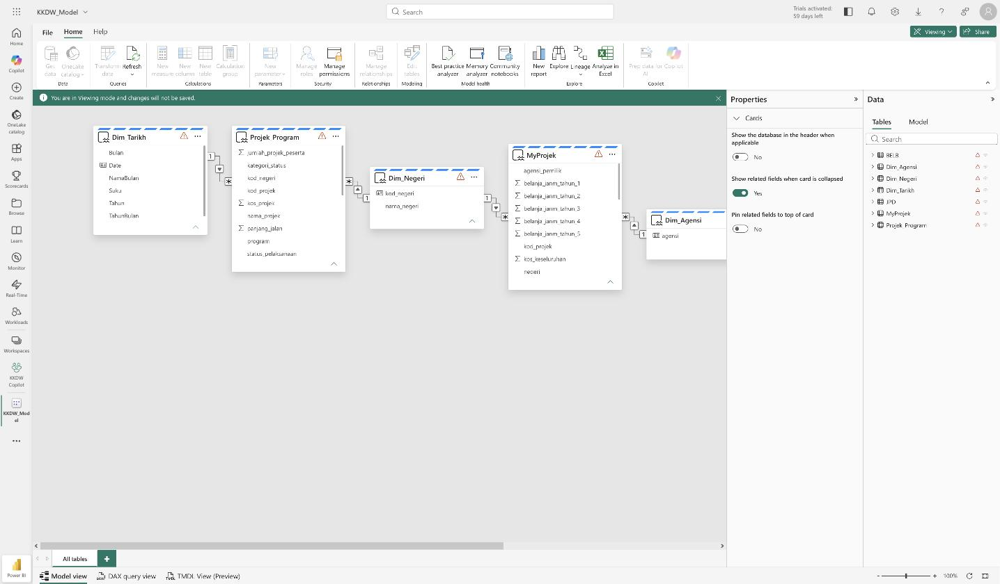 KKDW_Model
Search
Trials activated:
59 days left
File
Home
Help
Viewing
Share
Get
data
OneLake
catalog
Data
Transform
data
Refresh
Queries
New
measure
New
column
New
table
Calculation
group
Calculations
New
parameter
Parameters
Manage
roles
Manage
permissions
Security
Manage
relationships
Relationships
Edit
tables
Modeling
Best practice
analyzer
Memory
analyzer
Community
notebooks
Model health
New
report
Explore
Lineage
Analyze in
Excel
Explore
Prep data for
AI
Copilot
Copilot
Home
Copilot
Create
OneLake
catalog
Apps
Scorecards
Browse
Learn
Monitor
Real-Time
Workloads
Workspaces
KKDW
Copilot
KKDW_Mod
el
Power BI
You are in Viewing mode and changes will not be saved.
Dim_Tarikh
Bulan
Date
NamaBulan
Suku
Tahun
TahunBulan
1
*
Projek_Program
jumlah_projek_peserta
kategori_status
kod_negeri
kod_projek
kos_projek
nama_projek
panjang_jalan
program
status_pelaksanaan
*
1
Dim_Negeri
kod_negeri
nama_negeri
1
*
MyProjek
agensi_pemilik
belanja_janm_tahun_1
belanja_janm_tahun_2
belanja_janm_tahun_3
belanja_janm_tahun_4
belanja_janm_tahun_5
kod_projek
kos_keseluruhan
negeri
*
1
Dim_Agensi
agensi
Properties
Cards
Show the database in the header when
applicable
No
Show related fields when card is collapsed
Yes
Pin related fields to top of card
No
Data
Tables
Model
Search
BELB
Dim_Agensi
Dim_Negeri
Dim_Tarikh
JPD
MyProjek
Projek_Program
All tables
+
Model view
DAX query view
TMDL View (Preview)
- + 100%